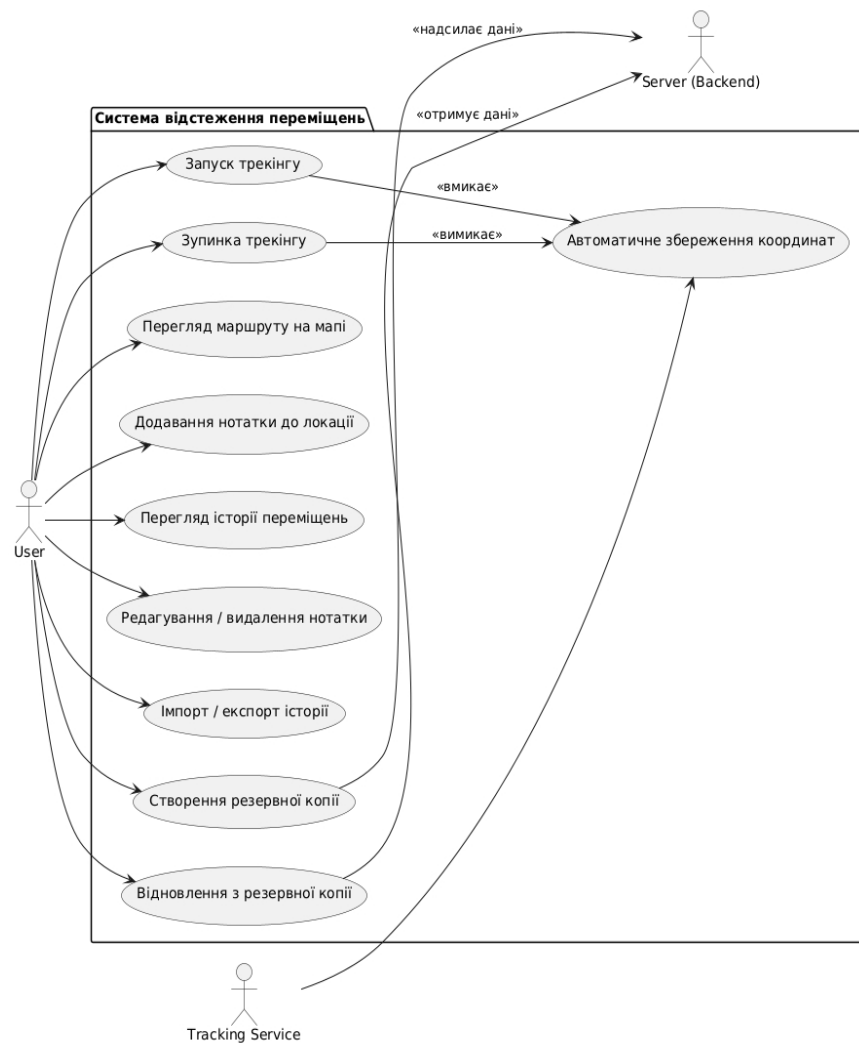 «надсилає дані»
Server (Backend)
«отримує дані»
Система відстеження переміщень
Запуск трекінгу
«вмикає»
Зупинка трекінгу
«вимикає»
Автоматичне збереження координат
Перегляд маршруту на мапі
Додавання нотатки до локації
Перегляд історії переміщень
User
Редагування / видалення нотатки
Імпорт / експорт історії
Створення резервної копії
Відновлення з резервної копії
Tracking Service